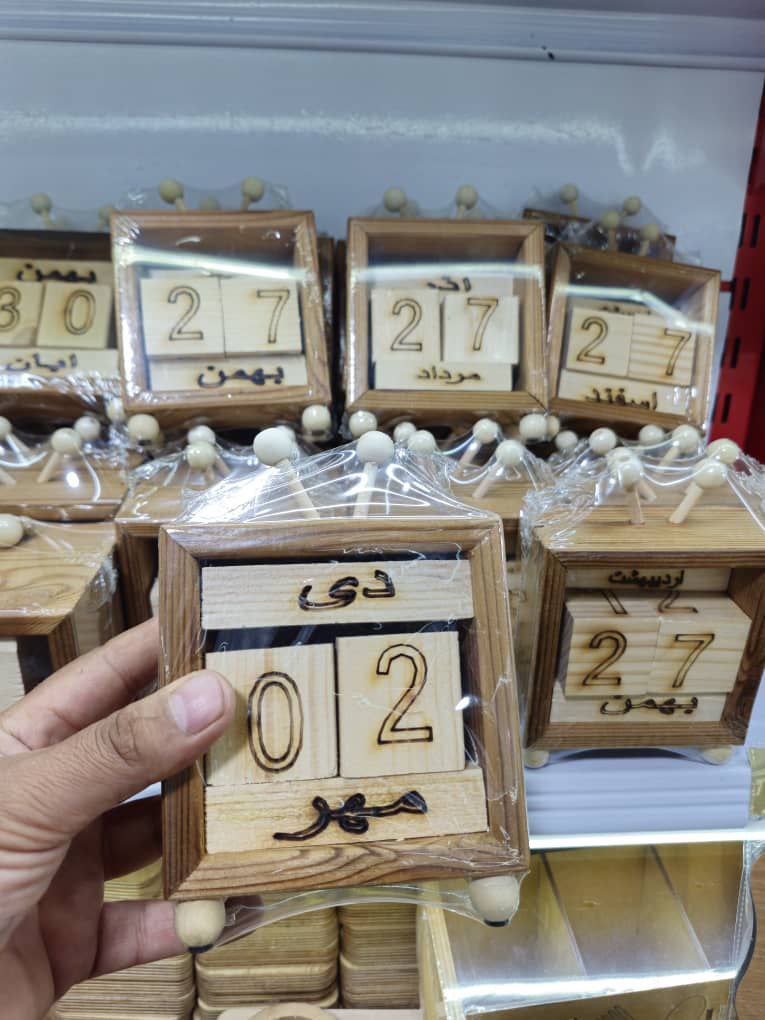 بهمن
30
ابان
27
بهمن
27
مرداد
27
اسفند
دی
02
مهر
اردیبهشت
27
بهمن